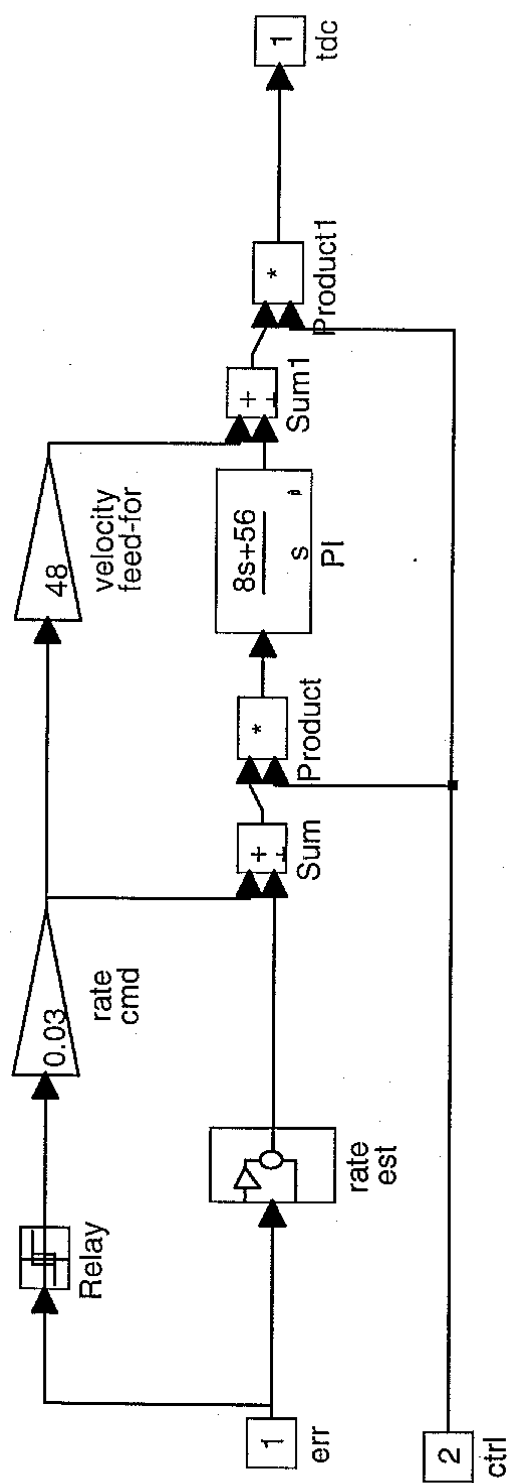 1
err
2
ctrl
Relay
rate
est
0.03
rate
cmd
+
+
Sum
*
Product
8s+56
s
PI
48
velocity
feed-for
+
+
Sum1
*
Product1
1
tdc